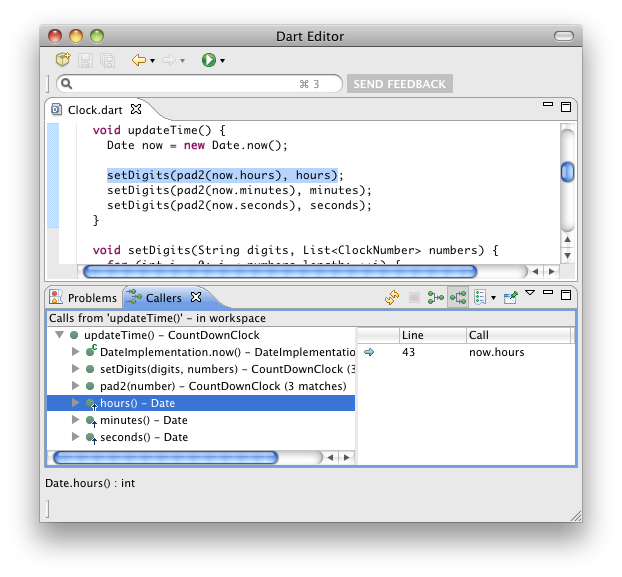 Dart Editor
⌘ 3
SEND FEEDBACK
Clock.dart
void updateTime() {
Date now = new Date.now();
setDigits(pad2(now.hours), hours);
setDigits(pad2(now.minutes), minutes);
setDigits(pad2(now.seconds), seconds);
}
void setDigits(String digits, List<ClockNumber> numbers) {
Problems
Callers
Calls from 'updateTime()' – in workspace
updateTime() – CountDownClock
DateImplementation.now() – DateImplementatio
setDigits(digits, numbers) – CountDownClock (3
pad2(number) – CountDownClock (3 matches)
hours() – Date
minutes() – Date
seconds() – Date
Line
Call
43
now.hours
Date.hours() : int